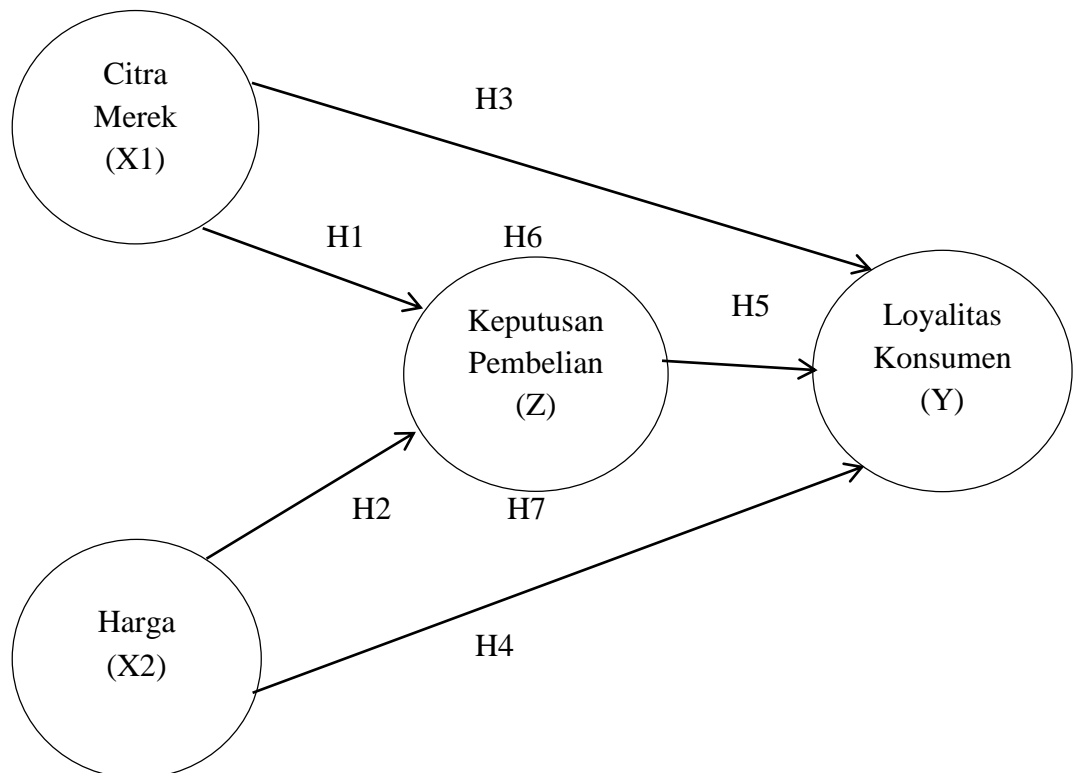 Citra
Merek
(X1)
H3
H1
H6
Keputusan
Pembelian
(Z)
H5
Loyalitas
Konsumen
(Y)
H2
H7
Harga
(X2)
H4